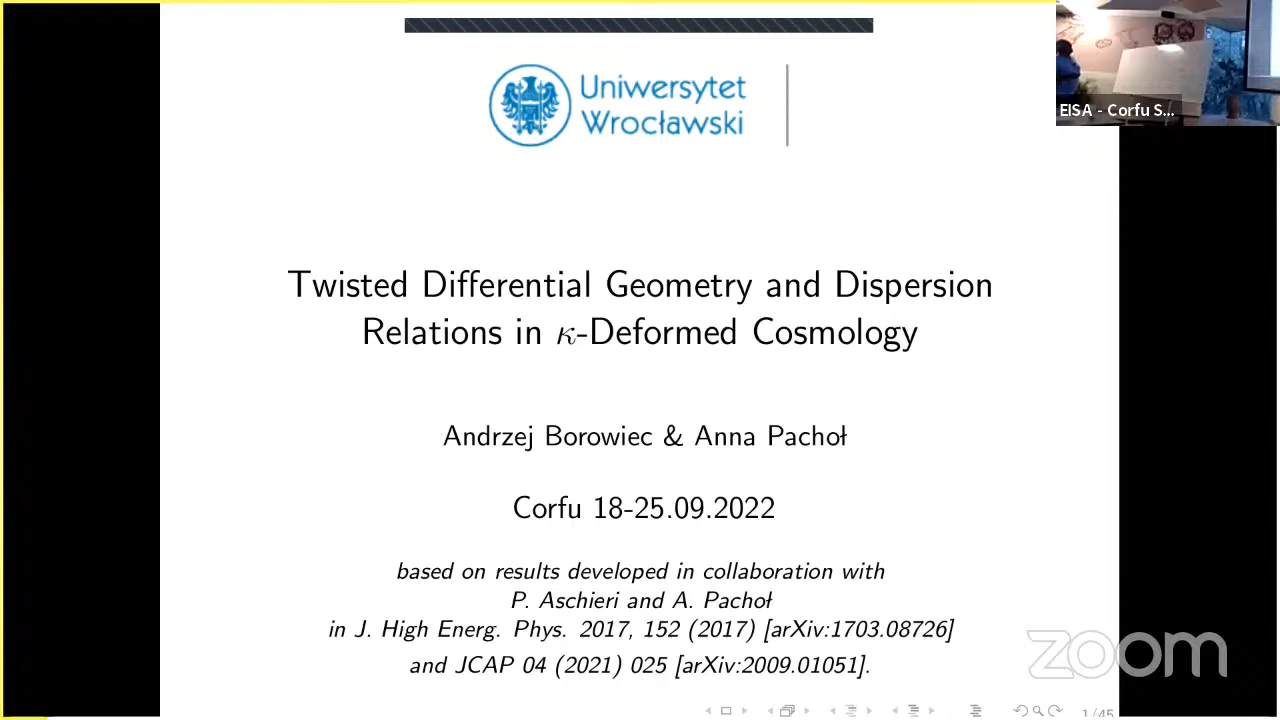 Uniwersytet
Wrocławski
EISA - Corfu S...
Twisted Differential Geometry and Dispersion
Relations in κ-Deformed Cosmology
Andrzej Borowiec & Anna Pachoł
Corfu 18-25.09.2022
based on results developed in collaboration with
P. Aschieri and A. Pachoł
in J. High Energ. Phys. 2017, 152 (2017) [arXiv:1703.08726]
and JCAP 04 (2021) 025 [arXiv:2009.01051].
zoom
1/45